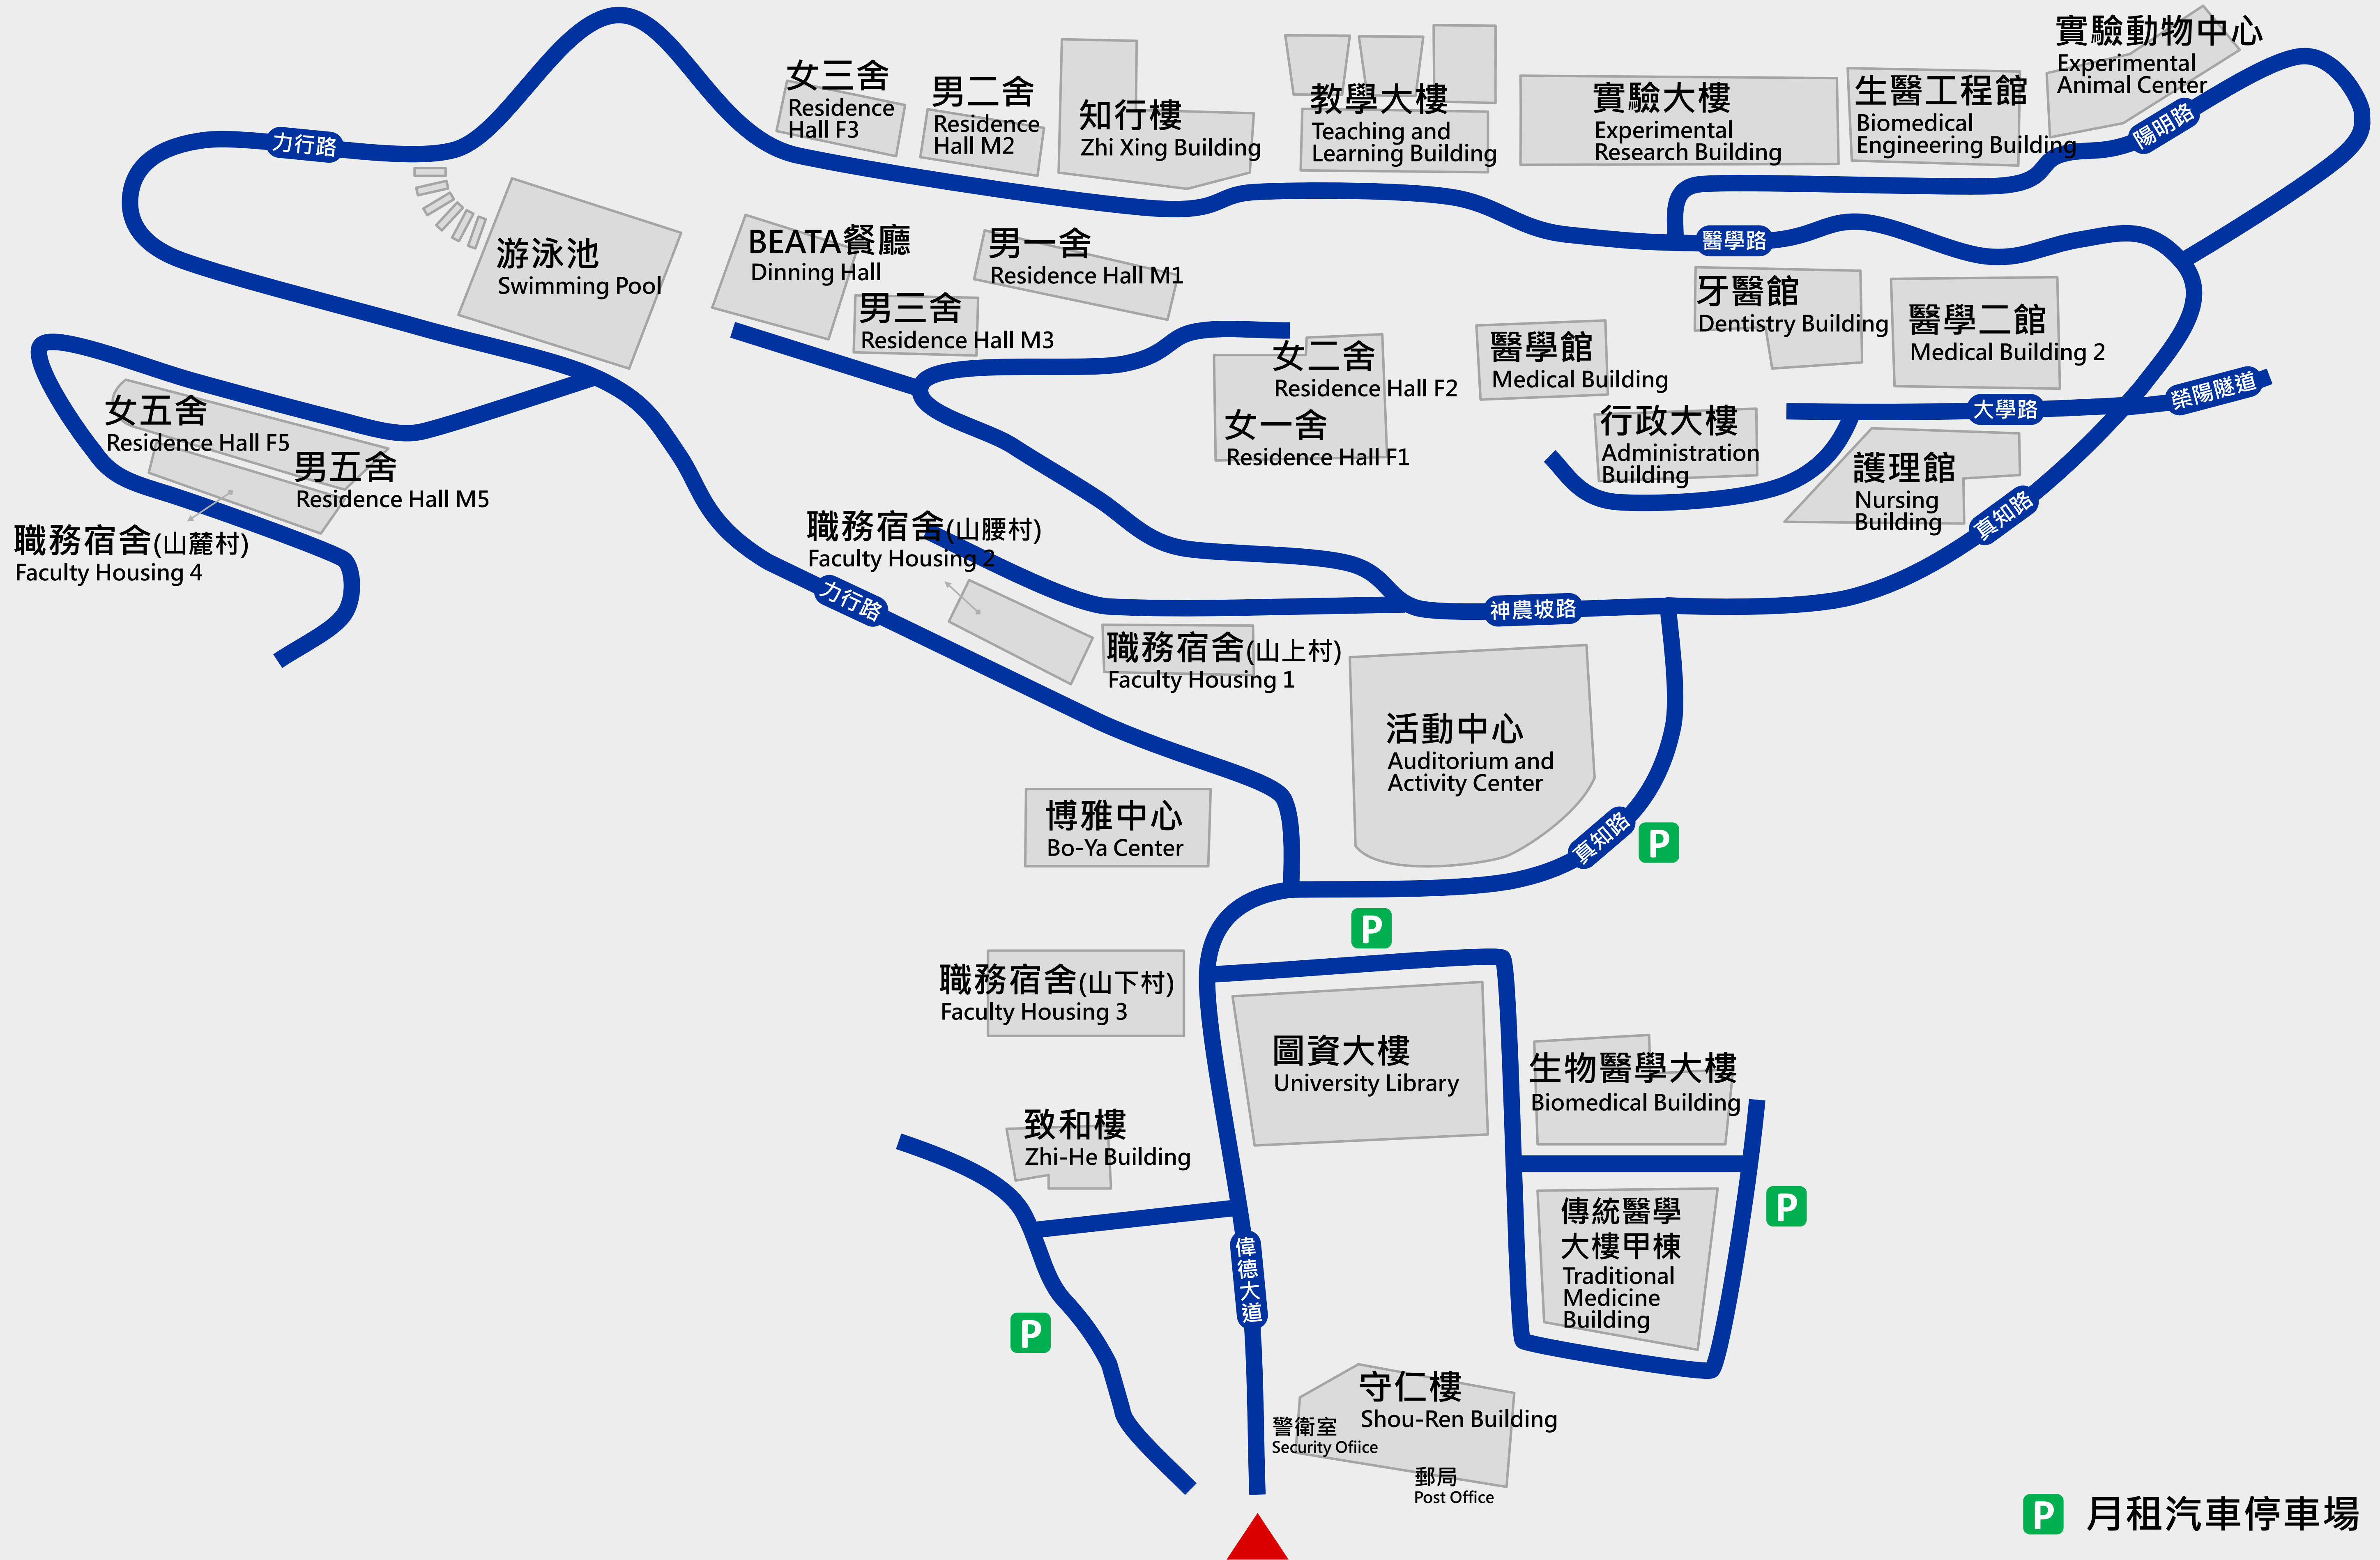 女三舍
Residence
Hall F3
男二舍
Residence
Hall M2
知行樓
Zhi Xing Building
教學大樓
Teaching and
Learning Building
實驗大樓
Experimental
Research Building
生醫工程館
Biomedical
Engineering Building
實驗動物中心
Experimental
Animal Center
陽明路
力行路
游泳池
Swimming Pool
BEATA餐廳
Dinning Hall
男一舍
Residence Hall M1
男三舍
Residence Hall M3
醫學路
牙醫館
Dentistry Building
醫學二館
Medical Building 2
女二舍
Residence Hall F2
女一舍
Residence Hall F1
醫學館
Medical Building
行政大樓
Administration
Building
大學路
榮陽隧道
護理館
Nursing
Building
真知路
女五舍
Residence Hall F5
男五舍
Residence Hall M5
職務宿舍(山麓村)
Faculty Housing 4
職務宿舍(山腰村)
Faculty Housing 2
力行路
神農坡路
職務宿舍(山上村)
Faculty Housing 1
活動中心
Auditorium and
Activity Center
博雅中心
Bo-Ya Center
真知路
P
P
職務宿舍(山下村)
Faculty Housing 3
圖資大樓
University Library
生物醫學大樓
Biomedical Building
致和樓
Zhi-He Building
P
傳統醫學
大樓甲棟
Traditional
Medicine
Building
偉德大道
P
守仁樓
Shou-Ren Building
警衛室
Security Ofiice
郵局
Post Office
P 月租汽車停車場